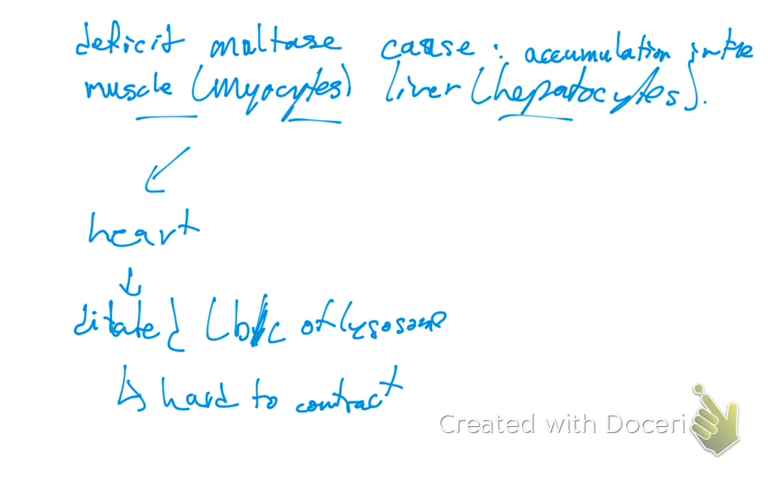 deficit maltase cause : accumulation in the
muscle (myocytes) liver (hepatocytes).
heart
dilated (b/c of lysosome
↳ hard to contract
Created with Doceri